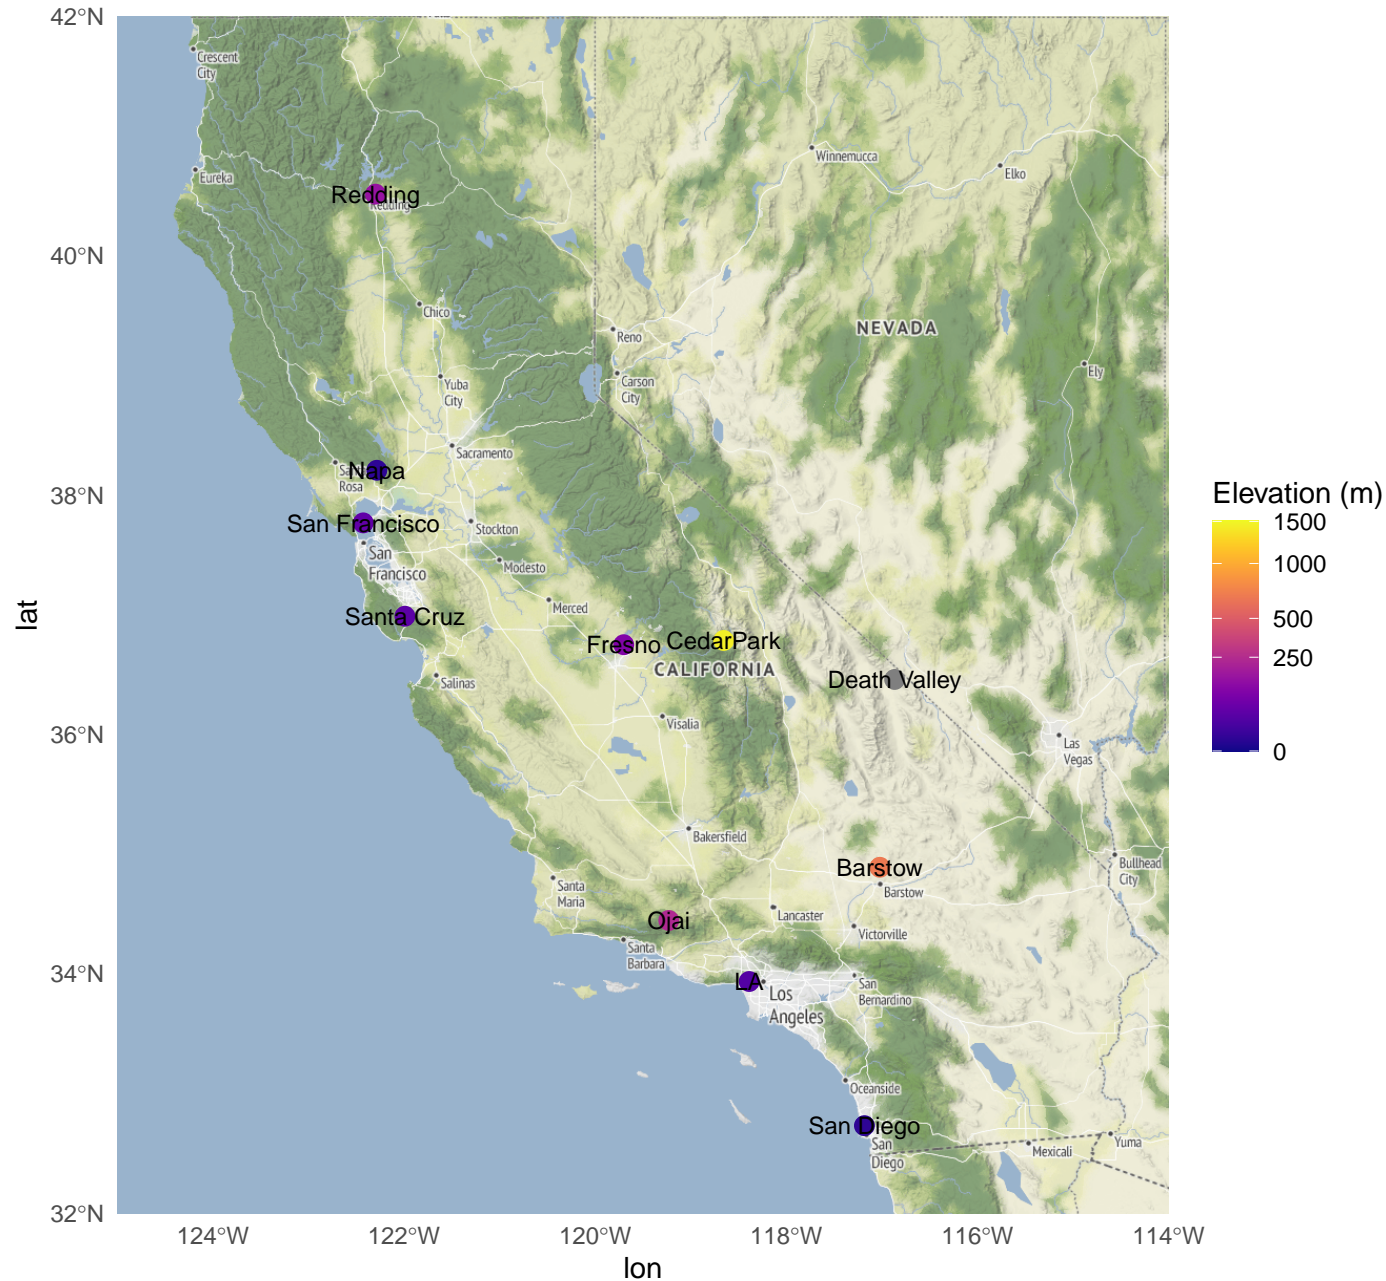 42°N
40°N
38°N
36°N
34°N
32°N
lat
124°W
122°W
120°W
118°W
116°W
114°W
lon
Crescent
City
Eureka
Redding
Redding
Winnemucca
Elko
Chico
Reno
NEVADA
Carson
City
Ely
Yuba
City
Sacramento
Napa
Rosa
San Francisco
San
Francisco
Stockton
Modesto
Santa Cruz
Merced
Fresno
CedarPark
CALIFORNIA
Death Valley
Salinas
Visalia
Las
Vegas
Bakersfield
Barstow
Barstow
Bullhead
City
Santa
Maria
Ojai
Lancaster
Victorville
Santa
Barbara
LA
Los
Angeles
San
Bernardino
Oceanside
San Diego
San
Diego
Mexicali
Yuma
Elevation (m)
1500
1000
500
250
0